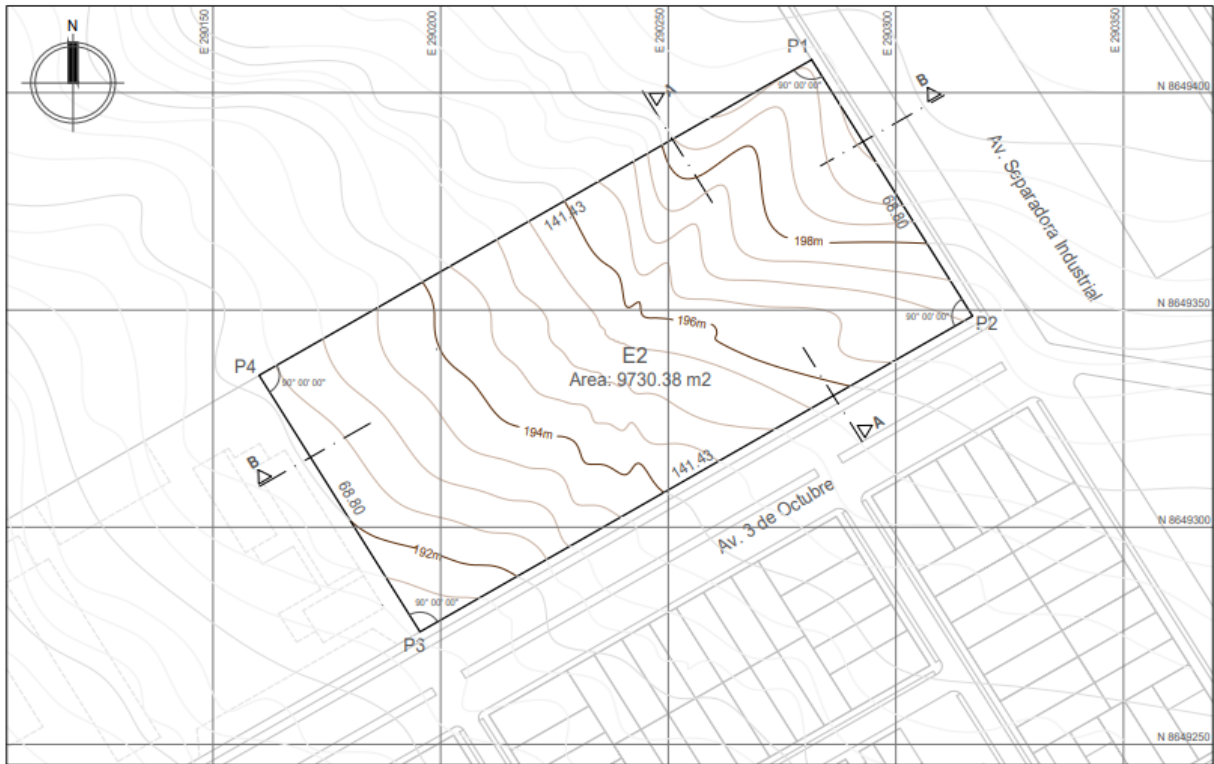 N
E 290150
E 290200
E 290250
E 290300
E 290350
P1
90° 00' 00"
A
B
N 8649400
Av. Separadora Industrial
141.43
68.80
198m
N 8649350
90° 00' 00"
P2
196m
E2
Area: 9730.38 m2
P4
90° 00' 00"
194m
A
B
68.80
141.43
Av. 3 de Octubre
N 8649300
192m
90° 00' 00"
P3
N 8649250